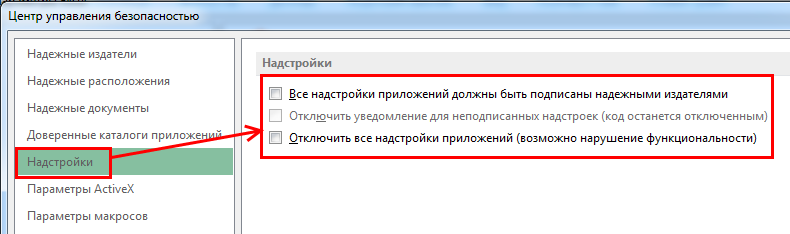 Центр управления безопасностью
Надежные издатели
Надежные расположения
Надежные документы
Доверенные каталоги приложений
Надстройки
Параметры ActiveX
Параметры макросов
Надстройки
Все надстройки приложений должны быть подписаны надежными издателями
Отключить уведомление для неподписанных надстроек (код останется отключенным)
Отключить все надстройки приложений (возможно нарушение функциональности)